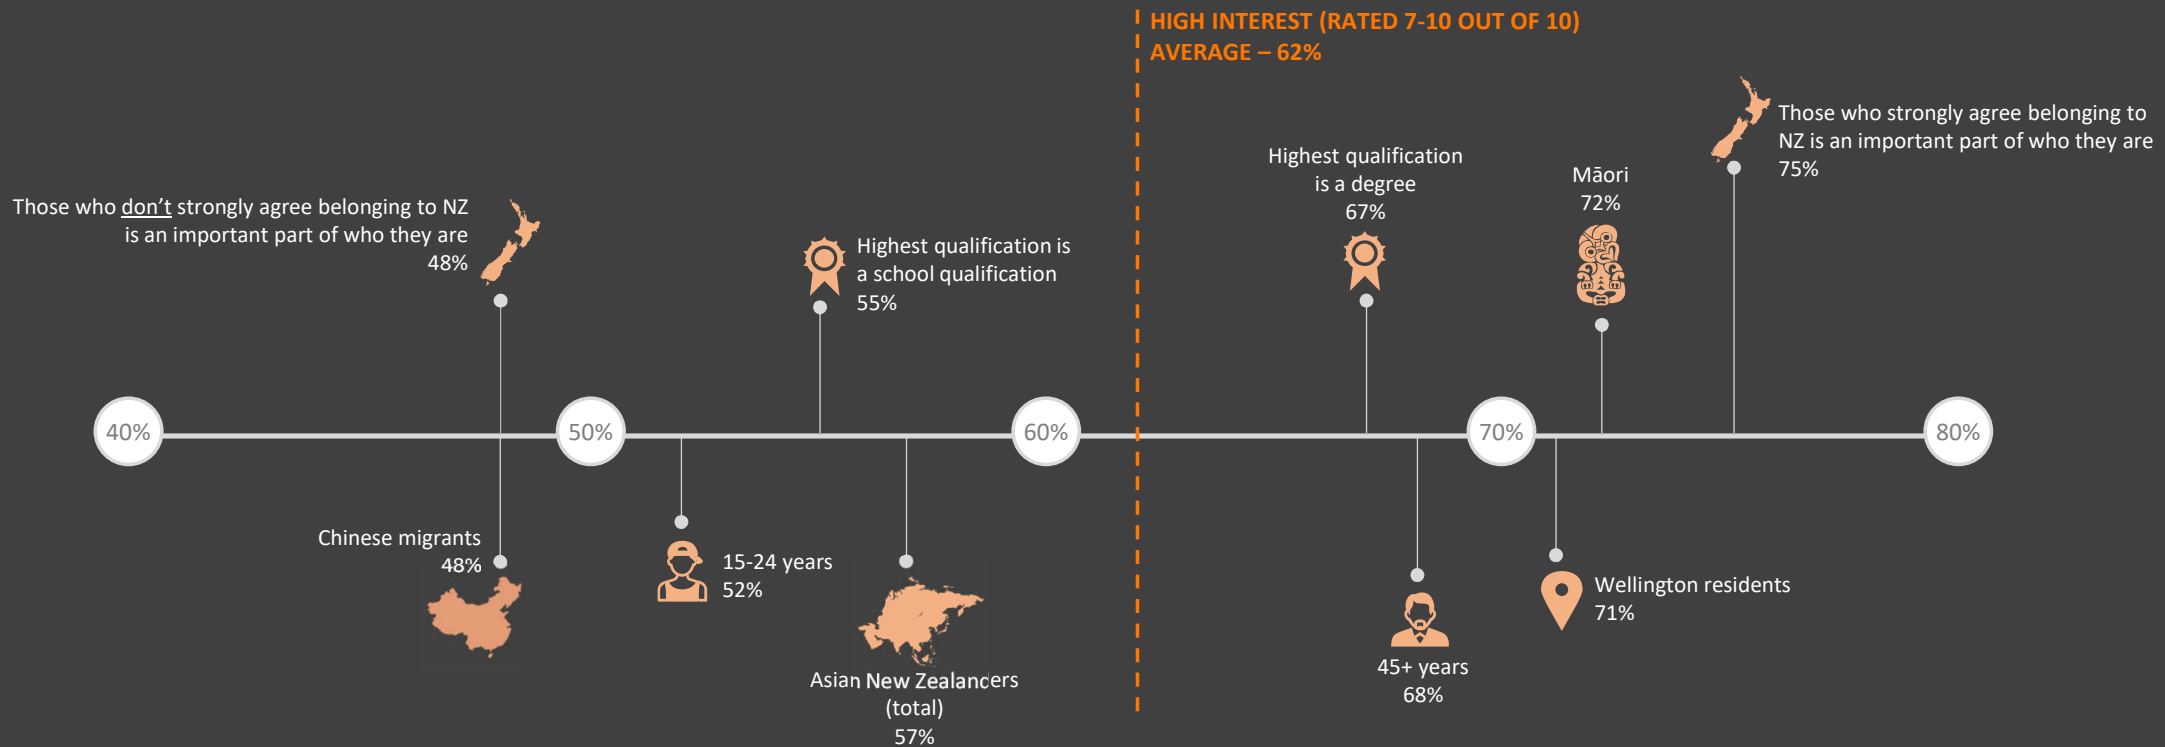 HIGH INTEREST (RATED 7-10 OUT OF 10)
AVERAGE – 62%
Those who don't strongly agree belonging to NZ
is an important part of who they are
48%
Highest qualification is
a school qualification
55%
Highest qualification
is a degree
67%
Māori
72%
Those who strongly agree belonging to
NZ is an important part of who they are
75%
40%
50%
60%
70%
80%
Chinese migrants
48%
15-24 years
52%
Asian New Zealanders
(total)
57%
45+ years
68%
Wellington residents
71%